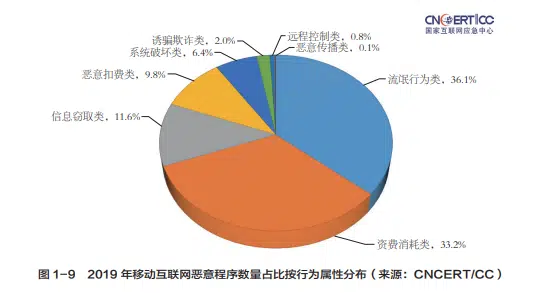 CNCERT/CC
国家互联网应急中心
诱骗欺诈类，2.0%
远程控制类，0.8%
系统破坏类，6.4%
恶意传播类，0.1%
恶意扣费类，9.8%
流氓行为类，36.1%
信息窃取类，11.6%
资费消耗类，33.2%
图 1-9 2019 年移动互联网恶意程序数量占比按行为属性分布（来源：CNCERT/CC）